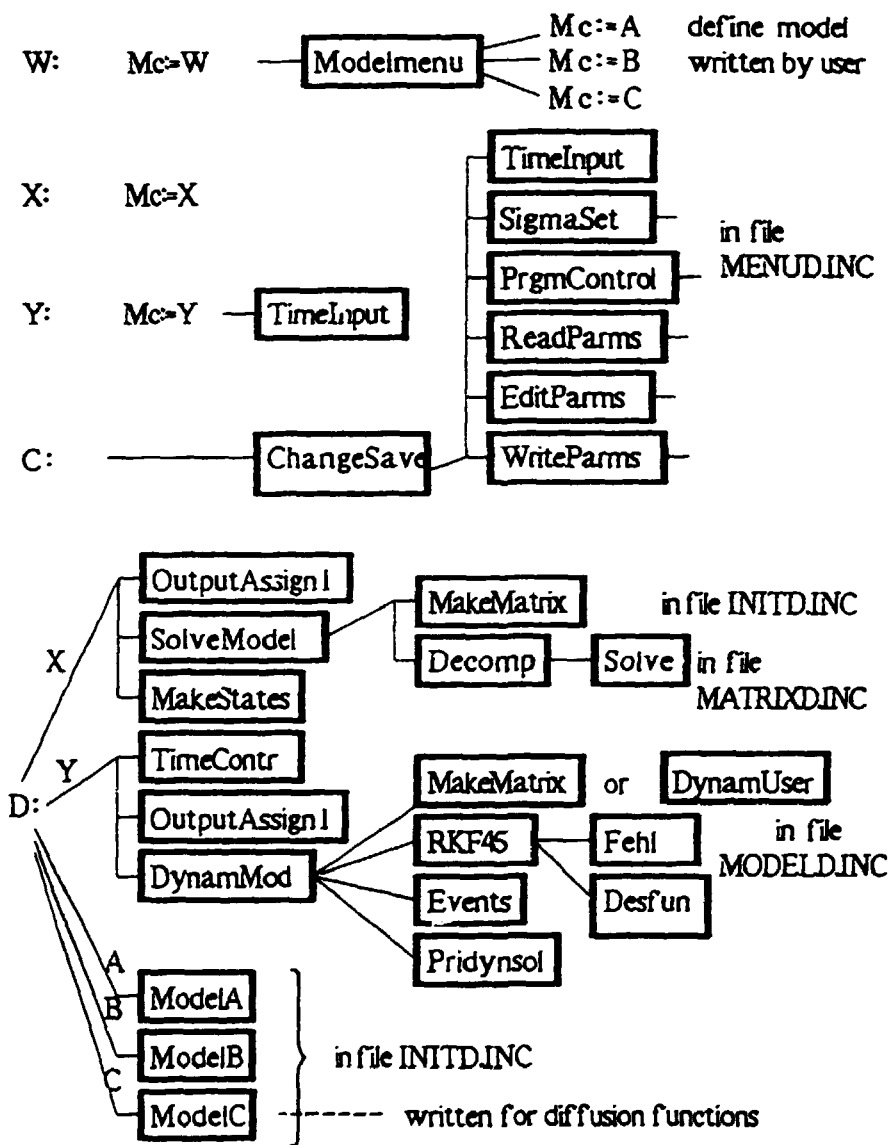 W: Mc:=W Modelmenu Mc:=A define model
Mc:=B written by user
Mc:=C
TimeInput
X: Mc:=X SigmaSet in file
MENUD.INC
PrgmControl
Y: Mc:=Y TimeInput
ReadParms
EditParms
C: ChangeSave WriteParms
OutputAssign1
MakeMatrix in file INITD.INC
SolveModel
X Decomp Solve in file
MATRIXD.INC
MakeStates
Y TimeContr
MakeMatrix or DynamUser
D: OutputAssign1
RKF45 Fehl in file
MODELD.INC
DynamMod
Events Desfun
Pridynsol
A ModelA
B ModelB in file INITD.INC
C ModelC written for diffusion functions